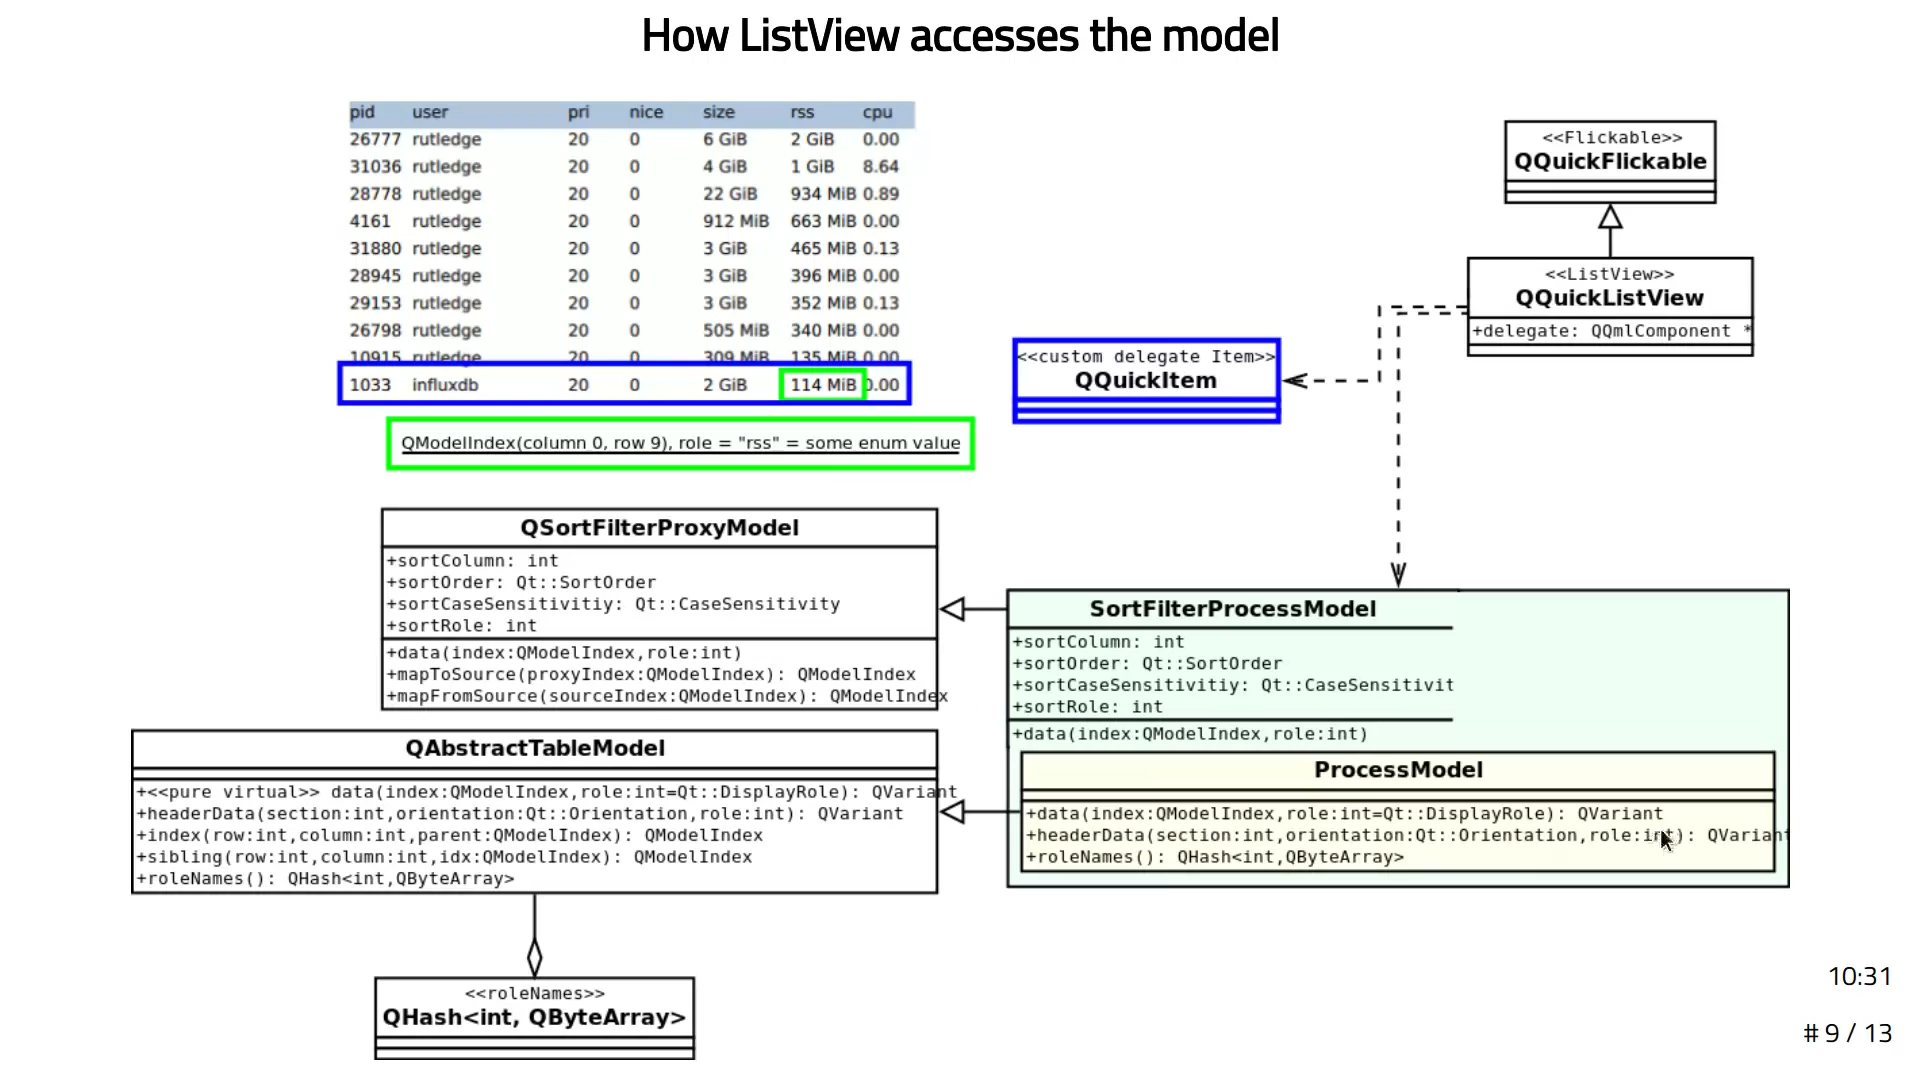 How ListView accesses the model
pid user pri nice size rss cpu
26777 rutledge 20 0 6 GiB 2 GiB 0.00
31036 rutledge 20 0 4 GiB 1 GiB 8.64
28778 rutledge 20 0 22 GiB 934 MiB 0.89
4161 rutledge 20 0 912 MiB 663 MiB 0.00
31880 rutledge 20 0 3 GiB 465 MiB 0.13
28945 rutledge 20 0 3 GiB 396 MiB 0.00
29153 rutledge 20 0 3 GiB 352 MiB 0.13
26798 rutledge 20 0 505 MiB 340 MiB 0.00
10915 rutledge 20 0 309 MiB 135 MiB 0.00
1033 influxdb 20 0 2 GiB 114 MiB 0.00
QModelIndex(column 0, row 9), role = "rss" = some enum value
<<Flickable>>
QQuickFlickable
<<ListView>>
QQuickListView
+delegate: QQmlComponent *
<<custom delegate Item>>
QQuickItem
QSortFilterProxyModel
+sortColumn: int
+sortOrder: Qt::SortOrder
+sortCaseSensitivitiy: Qt::CaseSensitivity
+sortRole: int
+data(index:QModelIndex,role:int)
+mapToSource(proxyIndex:QModelIndex): QModelIndex
+mapFromSource(sourceIndex:QModelIndex): QModelIndex
SortFilterProcessModel
+sortColumn: int
+sortOrder: Qt::SortOrder
+sortCaseSensitivitiy: Qt::CaseSensitivit
+sortRole: int
+data(index:QModelIndex,role:int)
ProcessModel
+data(index:QModelIndex,role:int=Qt::DisplayRole): QVariant
+headerData(section:int,orientation:Qt::Orientation,role:int): QVariant
+roleNames(): QHash<int,QByteArray>
QAbstractTableModel
+<<pure virtual>> data(index:QModelIndex,role:int=Qt::DisplayRole): QVariant
+headerData(section:int,orientation:Qt::Orientation,role:int): QVariant
+index(row:int,column:int,parent:QModelIndex): QModelIndex
+sibling(row:int,column:int,idx:QModelIndex): QModelIndex
+roleNames(): QHash<int,QByteArray>
<<roleNames>>
QHash<int, QByteArray>
10:31
# 9 / 13